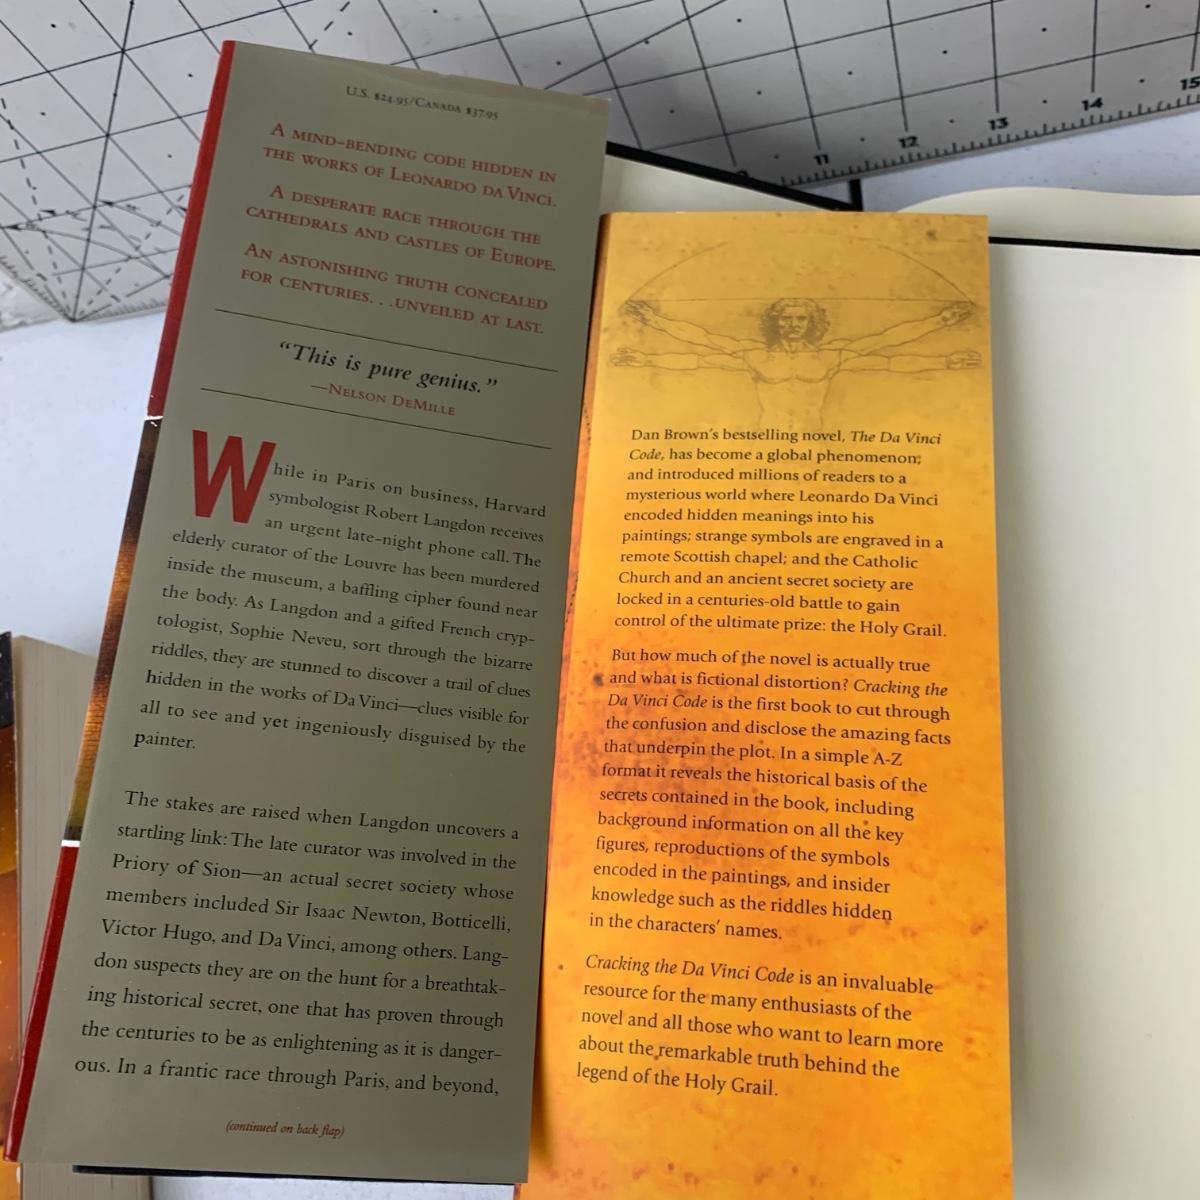 U.S. $24.95/CANADA $37.95
A MIND-BENDING CODE HIDDEN IN
THE WORKS OF LEONARDO DA VINCI.
A DESPERATE RACE THROUGH THE
CATHEDRALS AND CASTLES OF EUROPE.
AN ASTONISHING TRUTH CONCEALED
FOR CENTURIES. . .UNVEILED AT LAST.
“This is pure genius.”
—NELSON DEMILLE
While in Paris on business, Harvard
symbologist Robert Langdon receives
an urgent late-night phone call. The
elderly curator of the Louvre has been murdered
inside the museum, a baffling cipher found near
the body. As Langdon and a gifted French cryp-
tologist, Sophie Neveu, sort through the bizarre
riddles, they are stunned to discover a trail of clues
hidden in the works of Da Vinci—clues visible for
all to see and yet ingeniously disguised by the
painter.
The stakes are raised when Langdon uncovers a
startling link: The late curator was involved in the
Priory of Sion—an actual secret society whose
members included Sir Isaac Newton, Botticelli,
Victor Hugo, and Da Vinci, among others. Lang-
don suspects they are on the hunt for a breathtak-
ing historical secret, one that has proven through
the centuries to be as enlightening as it is danger-
ous. In a frantic race through Paris, and beyond,
(continued on back flap)
Dan Brown's bestselling novel, The Da Vinci
Code, has become a global phenomenon;
and introduced millions of readers to a
mysterious world where Leonardo Da Vinci
encoded hidden meanings into his
paintings; strange symbols are engraved in a
remote Scottish chapel; and the Catholic
Church and an ancient secret society are
locked in a centuries-old battle to gain
control of the ultimate prize: the Holy Grail.
But how much of the novel is actually true
and what is fictional distortion? Cracking the
Da Vinci Code is the first book to cut through
the confusion and disclose the amazing facts
that underpin the plot. In a simple A-Z
format it reveals the historical basis of the
secrets contained in the book, including
background information on all the key
figures, reproductions of the symbols
encoded in the paintings, and insider
knowledge such as the riddles hidden
in the characters' names.
Cracking the Da Vinci Code is an invaluable
resource for the many enthusiasts of the
novel and all those who want to learn more
about the remarkable truth behind the
legend of the Holy Grail.
11 12 13 14 15